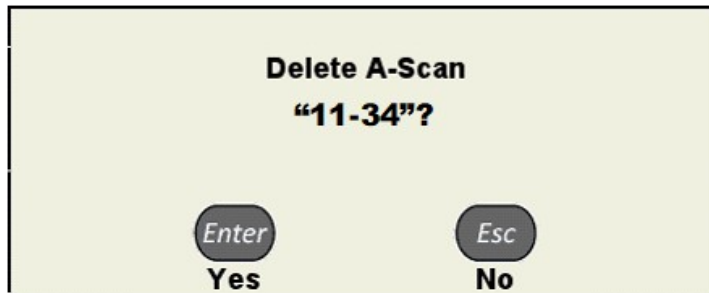 Delete A-Scan
“11-34”?
Enter Esc
Yes No